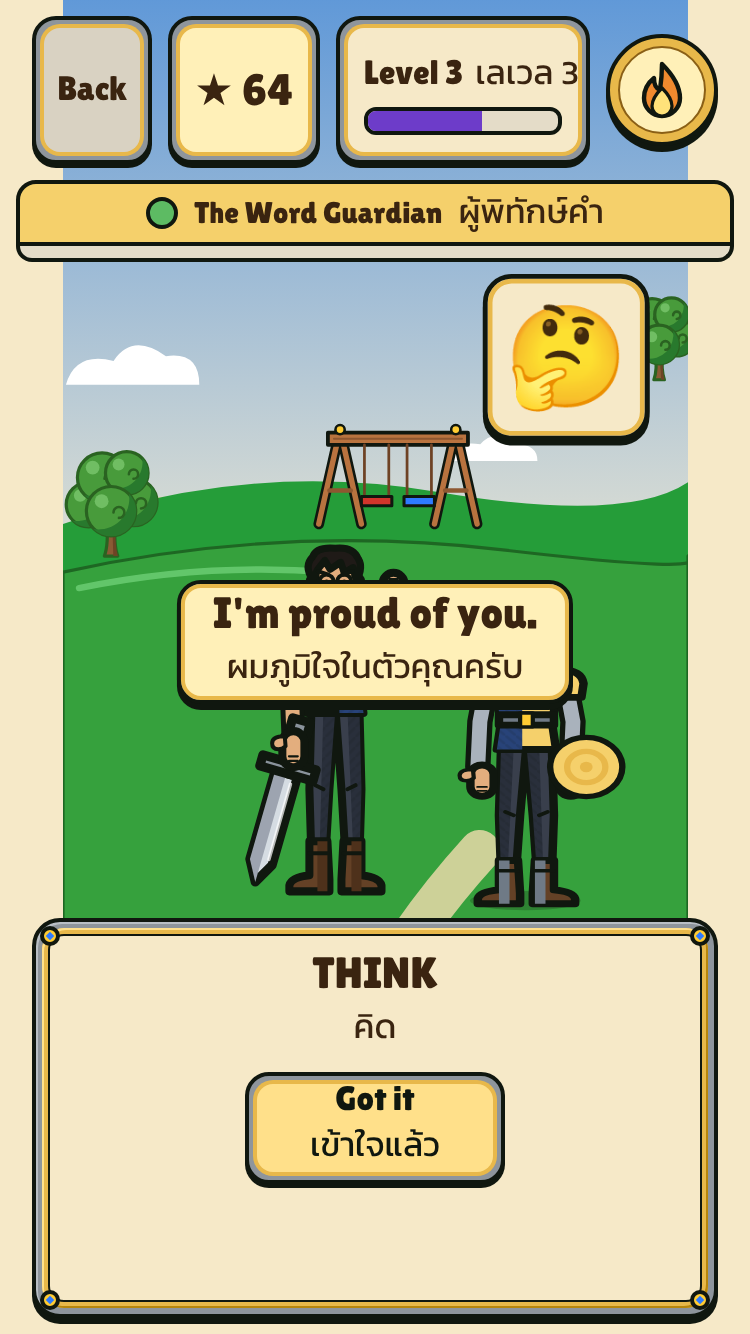 Back
★ 64
Level 3 เลเวล 3
The Word Guardian ผู้พิทักษ์คำ
I'm proud of you.
ผมภูมิใจในตัวคุณครับ
THINK
คิด
Got it
เข้าใจแล้ว